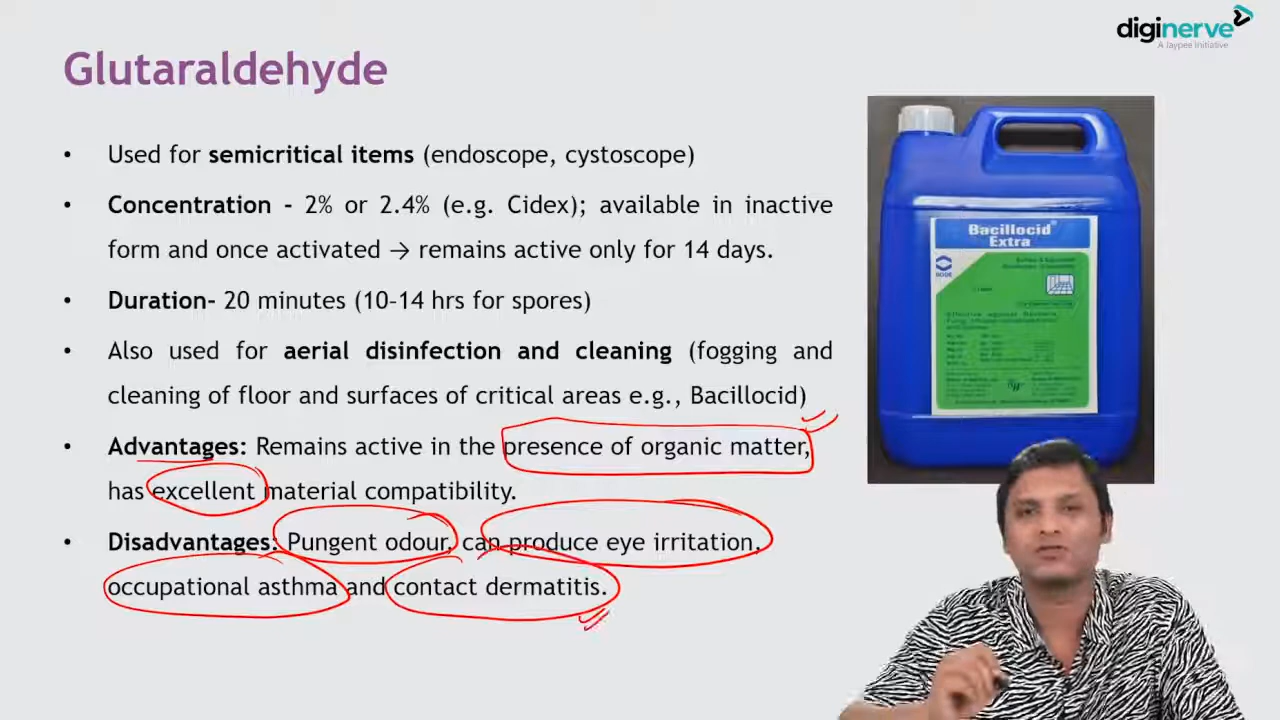 diginerve
A Jaypee Initiative
Glutaraldehyde
• Used for semicritical items (endoscope, cystoscope)
• Concentration - 2% or 2.4% (e.g. Cidex); available in inactive
form and once activated → remains active only for 14 days.
• Duration- 20 minutes (10-14 hrs for spores)
• Also used for aerial disinfection and cleaning (fogging and
cleaning of floor and surfaces of critical areas e.g., Bacillocid)
• Advantages: Remains active in the presence of organic matter,
has excellent material compatibility.
• Disadvantages: Pungent odour, can produce eye irritation,
occupational asthma and contact dermatitis.
Bacillocid
Extra